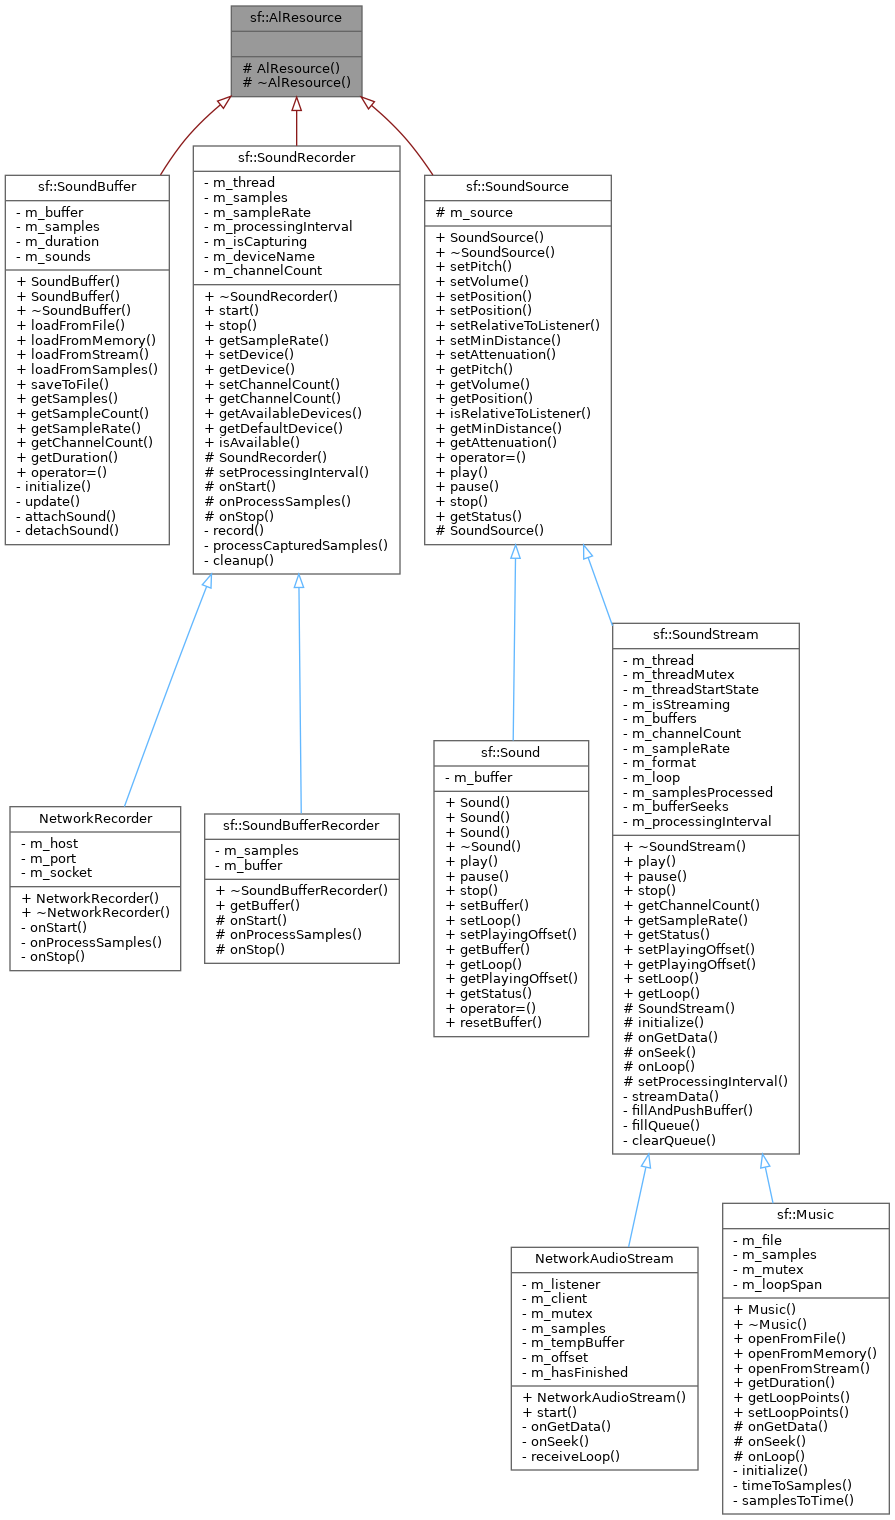 sf::AlResource
# AlResource()
# ~AlResource()
sf::SoundBuffer
- m_buffer
- m_samples
- m_duration
- m_sounds
+ SoundBuffer()
+ SoundBuffer()
+ ~SoundBuffer()
+ loadFromFile()
+ loadFromMemory()
+ loadFromStream()
+ loadFromSamples()
+ saveToFile()
+ getSamples()
+ getSampleCount()
+ getSampleRate()
+ getChannelCount()
+ getDuration()
+ operator=()
- initialize()
- update()
- attachSound()
- detachSound()
sf::SoundRecorder
- m_thread
- m_samples
- m_sampleRate
- m_processingInterval
- m_isCapturing
- m_deviceName
- m_channelCount
+ ~SoundRecorder()
+ start()
+ stop()
+ getSampleRate()
+ setDevice()
+ getDevice()
+ setChannelCount()
+ getChannelCount()
+ getAvailableDevices()
+ getDefaultDevice()
+ isAvailable()
# SoundRecorder()
# setProcessingInterval()
# onStart()
# onProcessSamples()
# onStop()
- record()
- processCapturedSamples()
- cleanup()
sf::SoundSource
# m_source
+ SoundSource()
+ ~SoundSource()
+ setPitch()
+ setVolume()
+ setPosition()
+ setPosition()
+ setRelativeToListener()
+ setMinDistance()
+ setAttenuation()
+ getPitch()
+ getVolume()
+ getPosition()
+ isRelativeToListener()
+ getMinDistance()
+ getAttenuation()
+ operator=()
+ play()
+ pause()
+ stop()
+ getStatus()
# SoundSource()
NetworkRecorder
- m_host
- m_port
- m_socket
+ NetworkRecorder()
+ ~NetworkRecorder()
- onStart()
- onProcessSamples()
- onStop()
sf::SoundBufferRecorder
- m_samples
- m_buffer
+ ~SoundBufferRecorder()
+ getBuffer()
# onStart()
# onProcessSamples()
# onStop()
sf::Sound
- m_buffer
+ Sound()
+ Sound()
+ Sound()
+ ~Sound()
+ play()
+ pause()
+ stop()
+ setBuffer()
+ setLoop()
+ setPlayingOffset()
+ getBuffer()
+ getLoop()
+ getPlayingOffset()
+ getStatus()
+ operator=()
+ resetBuffer()
sf::SoundStream
- m_thread
- m_threadMutex
- m_threadStartState
- m_isStreaming
- m_buffers
- m_channelCount
- m_sampleRate
- m_format
- m_loop
- m_samplesProcessed
- m_bufferSeeks
- m_processingInterval
+ ~SoundStream()
+ play()
+ pause()
+ stop()
+ getChannelCount()
+ getSampleRate()
+ getStatus()
+ setPlayingOffset()
+ getPlayingOffset()
+ setLoop()
+ getLoop()
# SoundStream()
# initialize()
# onGetData()
# onSeek()
# onLoop()
# setProcessingInterval()
- streamData()
- fillAndPushBuffer()
- fillQueue()
- clearQueue()
NetworkAudioStream
- m_listener
- m_client
- m_mutex
- m_samples
- m_tempBuffer
- m_offset
- m_hasFinished
+ NetworkAudioStream()
+ start()
- onGetData()
- onSeek()
- receiveLoop()
sf::Music
- m_file
- m_samples
- m_mutex
- m_loopSpan
+ Music()
+ ~Music()
+ openFromFile()
+ openFromMemory()
+ openFromStream()
+ getDuration()
+ getLoopPoints()
+ setLoopPoints()
# onGetData()
# onSeek()
# onLoop()
- initialize()
- timeToSamples()
- samplesToTime()